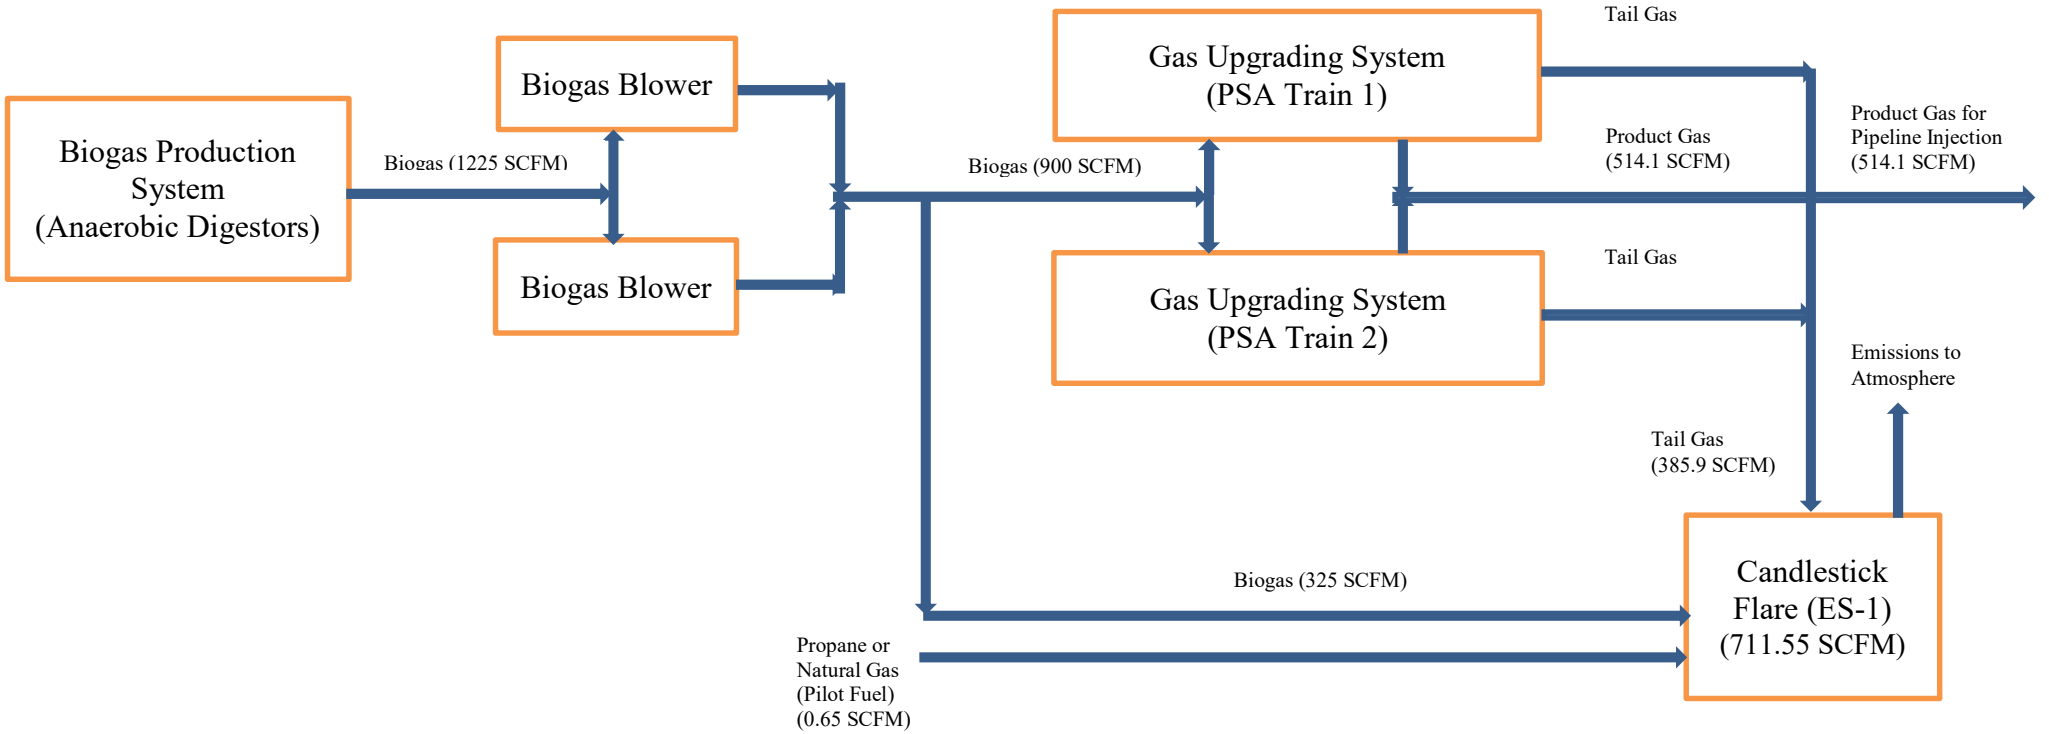 Biogas Production
System
(Anaerobic Digestors)
Biogas (1225 SCFM)
Biogas Blower
Biogas Blower
Biogas (900 SCFM)
Gas Upgrading System
(PSA Train 1)
Gas Upgrading System
(PSA Train 2)
Tail Gas
Product Gas
(514.1 SCFM)
Product Gas for
Pipeline Injection
(514.1 SCFM)
Tail Gas
Emissions to
Atmosphere
Tail Gas
(385.9 SCFM)
Biogas (325 SCFM)
Propane or
Natural Gas
(Pilot Fuel)
(0.65 SCFM)
Candlestick
Flare (ES-1)
(711.55 SCFM)